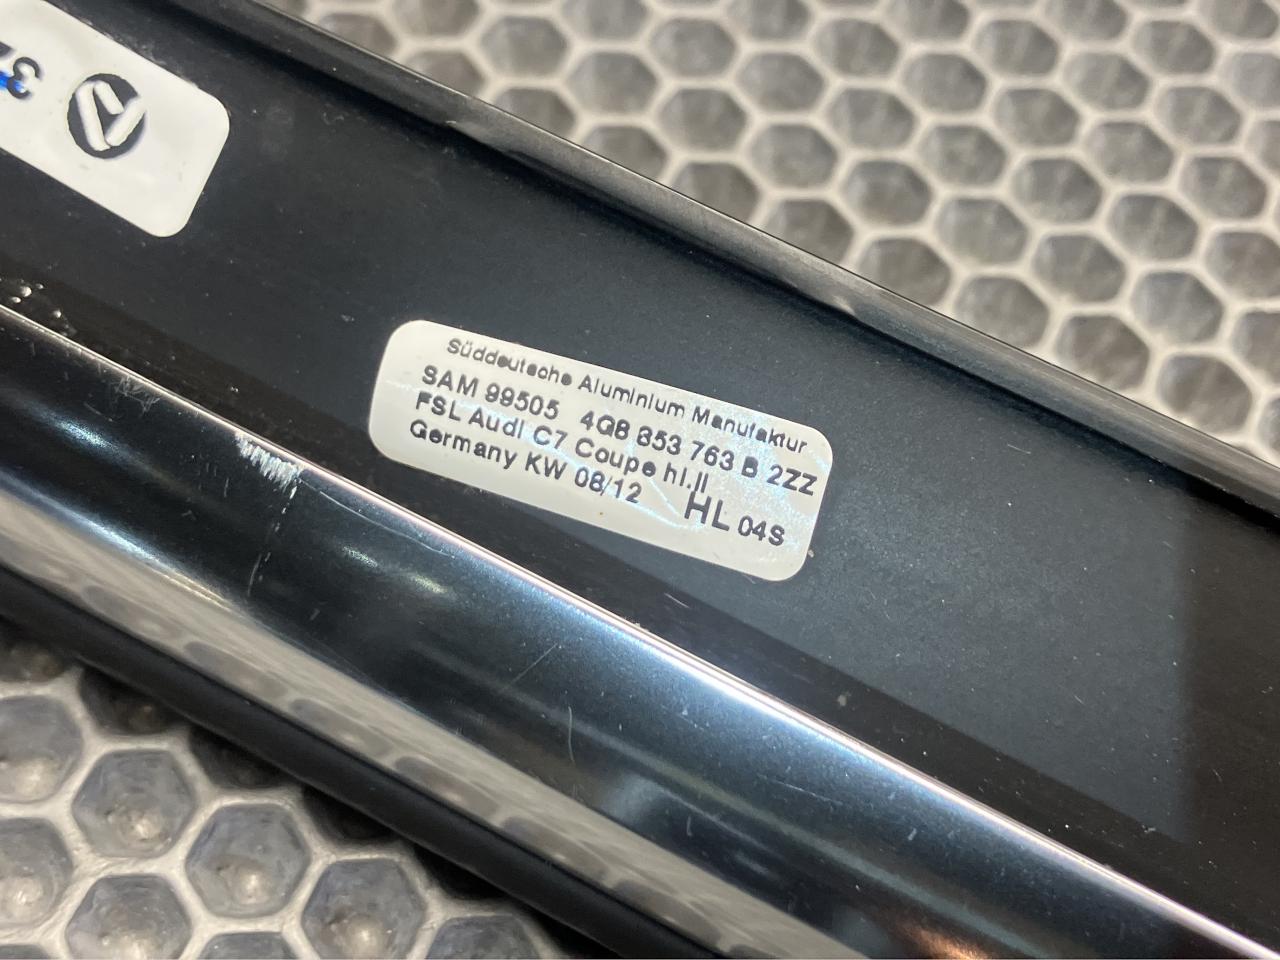 Süddeutsche Aluminium Manufaktur
SAM 99505 4G8 853 763 B 2ZZ
FSL Audi C7 Coupe hl.II
Germany KW 08/12 HL 04S